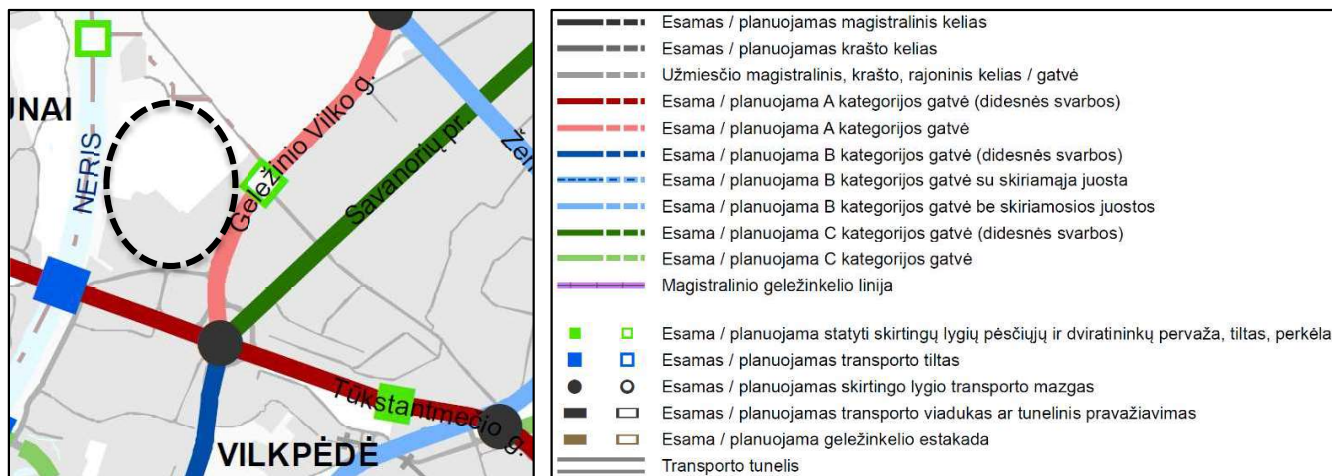 JNAI
NERIS
Geležinio Vilko g.
Savanorių pr.
Žem
Tūkstantmečio g.
VILKPĖDĖ
Esamas / planuojamas magistralinis kelias
Esamas / planuojamas krašto kelias
Užmiesčio magistralinis, krašto, rajoninis kelias / gatvė
Esama / planuojama A kategorijos gatvė (didesnės svarbos)
Esama / planuojama A kategorijos gatvė
Esama / planuojama B kategorijos gatvė (didesnės svarbos)
Esama / planuojama B kategorijos gatvė su skiriamąja juosta
Esama / planuojama B kategorijos gatvė be skiriamosios juostos
Esama / planuojama C kategorijos gatvė (didesnės svarbos)
Esama / planuojama C kategorijos gatvė
Magistralinio geležinkelio linija
Esama / planuojama statyti skirtingų lygių pėsčiųjų ir dviratininkų pervaža, tiltas, perkėla
Esamas / planuojamas transporto tiltas
Esamas / planuojamas skirtingo lygio transporto mazgas
Esamas / planuojamas transporto viadukas ar tunelinis pravažiavimas
Esama / planuojama geležinkelio estakada
Transporto tunelis